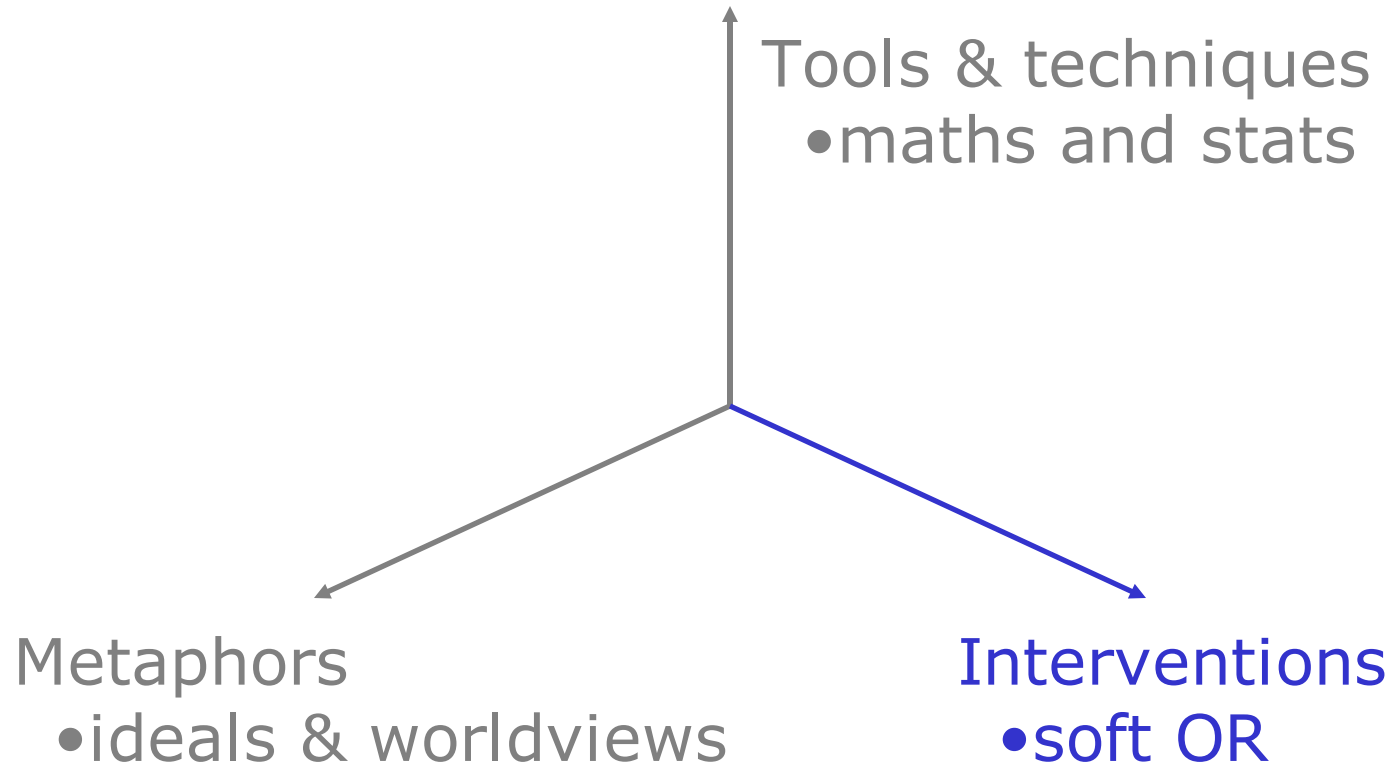 Tools & techniques
•maths and stats
Metaphors
•ideals & worldviews
Interventions
•soft OR